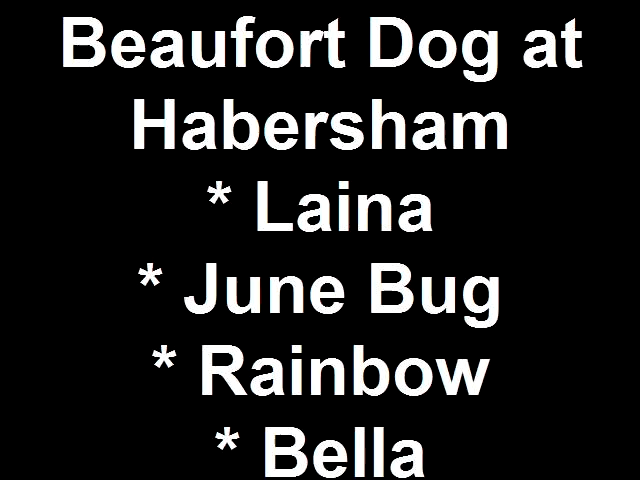 Beaufort Dog at
Habersham
* Laina
* June Bug
* Rainbow
* Bella